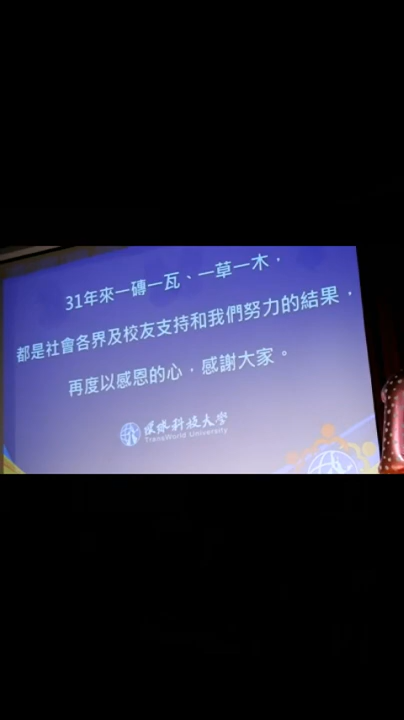 31年來一磚一瓦、一草一木，
都是社會各界及校友支持和我們努力的結果，
再度以感恩的心，感謝大家。
環球科技大學
TransWorld University